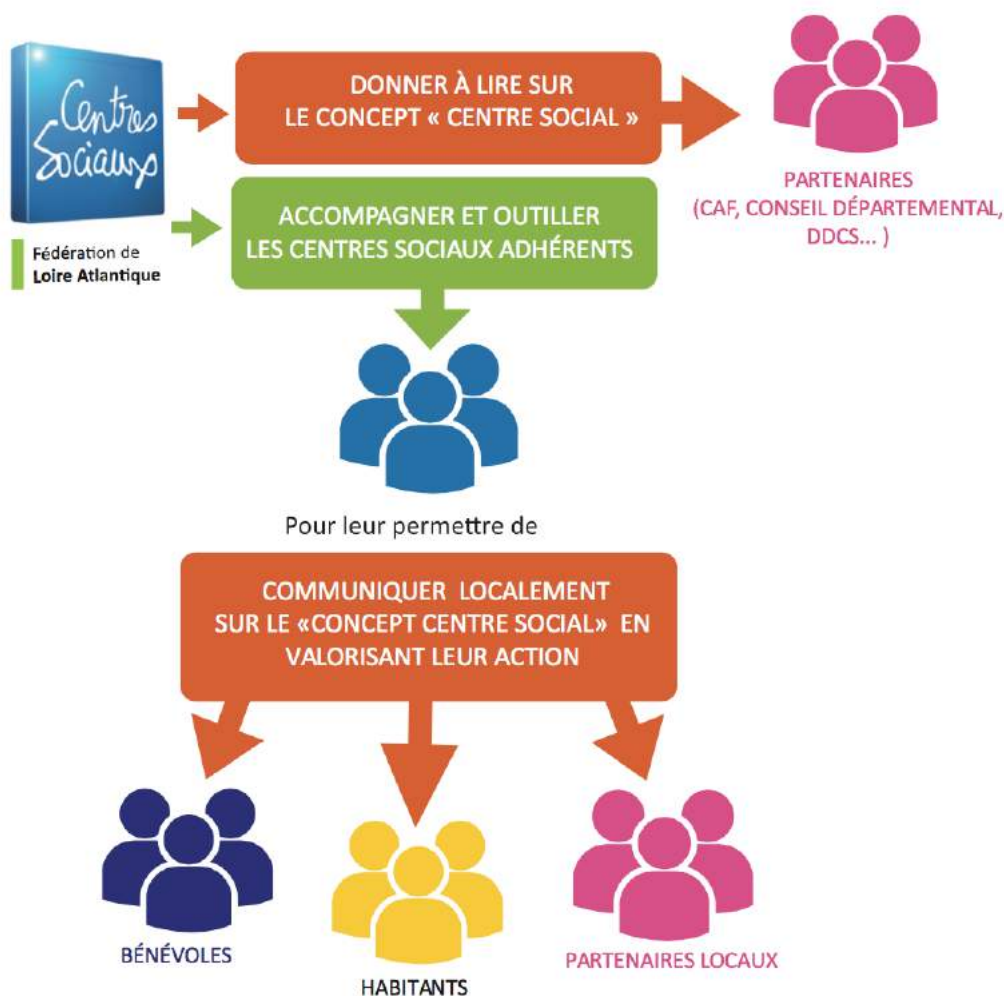 Centres
Sociaux
Fédération de
Loire Atlantique
DONNER À LIRE SUR
LE CONCEPT « CENTRE SOCIAL »
PARTENAIRES
(CAF, CONSEIL DÉPARTEMENTAL,
DDCS... )
ACCOMPAGNER ET OUTILLER
LES CENTRES SOCIAUX ADHÉRENTS
Pour leur permettre de
COMMUNIQUER LOCALEMENT
SUR LE «CONCEPT CENTRE SOCIAL» EN
VALORISANT LEUR ACTION
BÉNÉVOLES
HABITANTS
PARTENAIRES LOCAUX